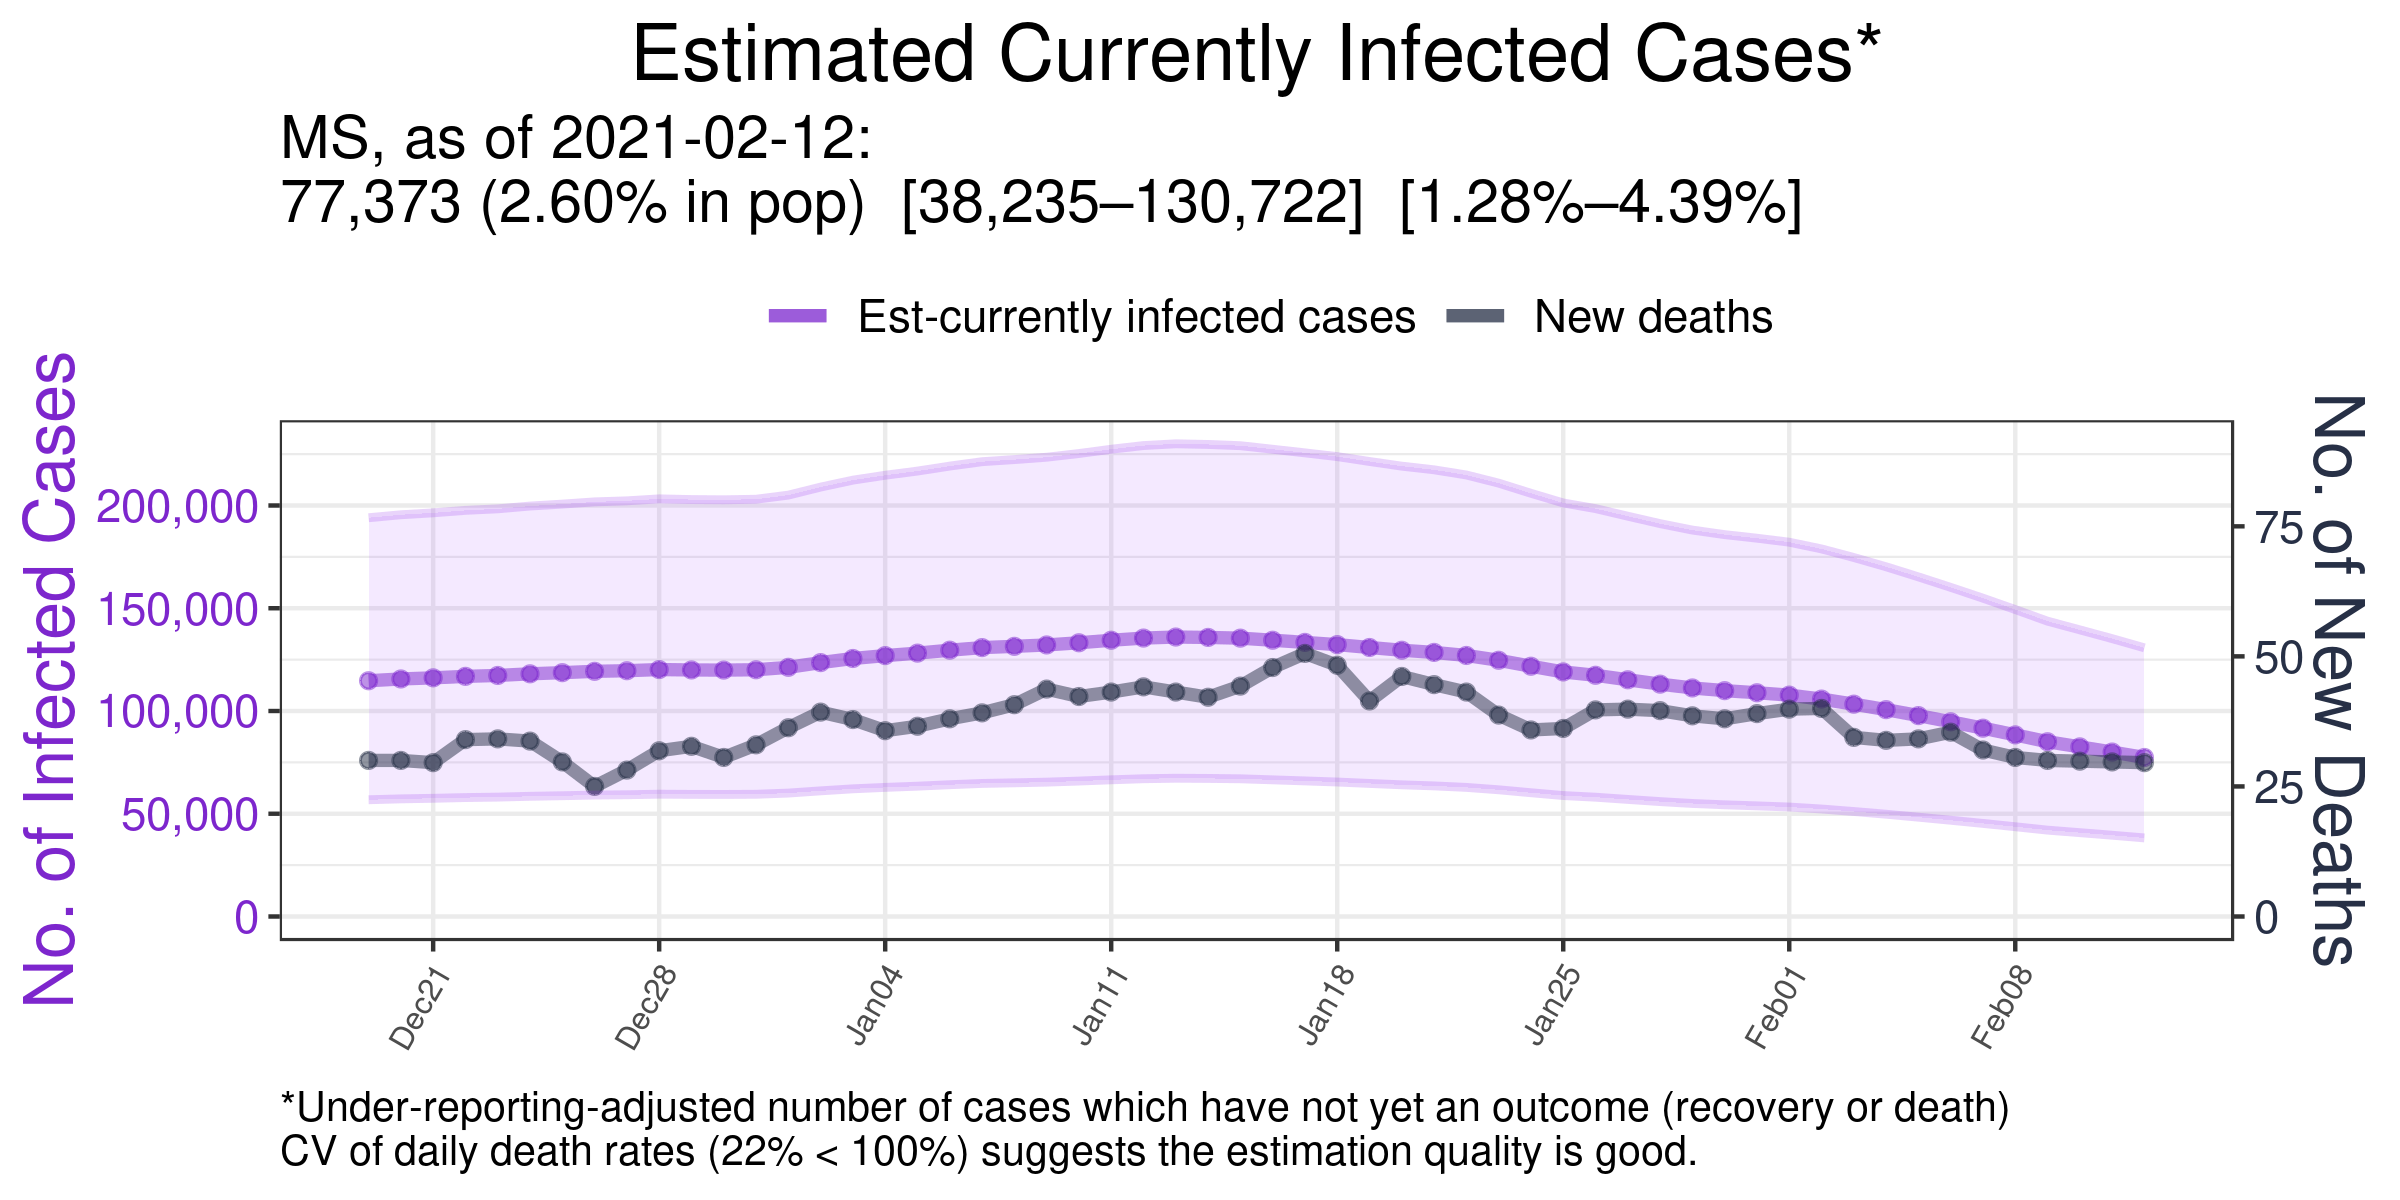 Estimated Currently Infected Cases*
MS, as of 2021-02-12:
77,373 (2.60% in pop)  [38,235–130,722]  [1.28%–4.39%]
Est-currently infected cases
New deaths
No. of Infected Cases
200,000
150,000
100,000
50,000
0
No. of New Deaths
75
50
25
0
Dec21
Dec28
Jan04
Jan11
Jan18
Jan25
Feb01
Feb08
*Under-reporting-adjusted number of cases which have not yet an outcome (recovery or death)
CV of daily death rates (22% < 100%) suggests the estimation quality is good.